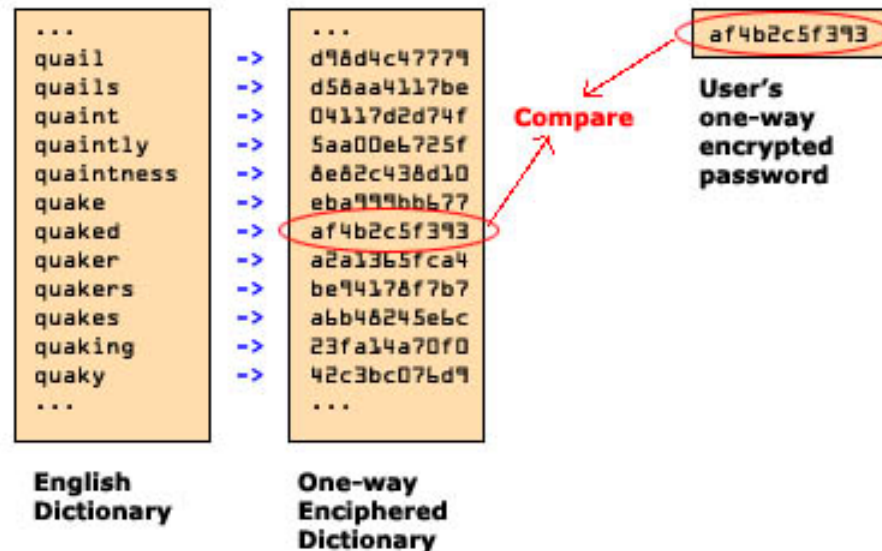 ...
quail -> d98d4c47779
quails -> d58aa4117be
quaint -> 04117d2d74f
quaintly -> 5aa00e6725f
quaintness -> 8e82c438d10
quake -> eba999bb677
quaked -> af4b2c5f393
quaker -> a2a1365fca4
quakers -> be94178f7b7
quakes -> a6b48245e6c
quaking -> 23fa14a70f0
quaky -> 42c3bc076d9
...
English
Dictionary
...
...
One-way
Enciphered
Dictionary
Compare
af4b2c5f393
User's
one-way
encrypted
password